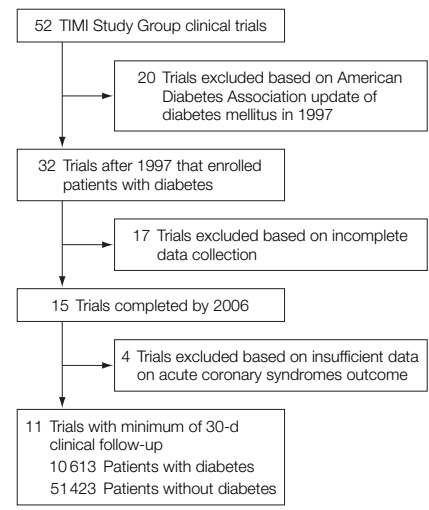 52 TIMI Study Group clinical trials
20 Trials excluded based on American
Diabetes Association update of
diabetes mellitus in 1997
32 Trials after 1997 that enrolled
patients with diabetes
17 Trials excluded based on incomplete
data collection
15 Trials completed by 2006
4 Trials excluded based on insufficient data
on acute coronary syndromes outcome
11 Trials with minimum of 30-d
clinical follow-up
10 613 Patients with diabetes
51 423 Patients without diabetes